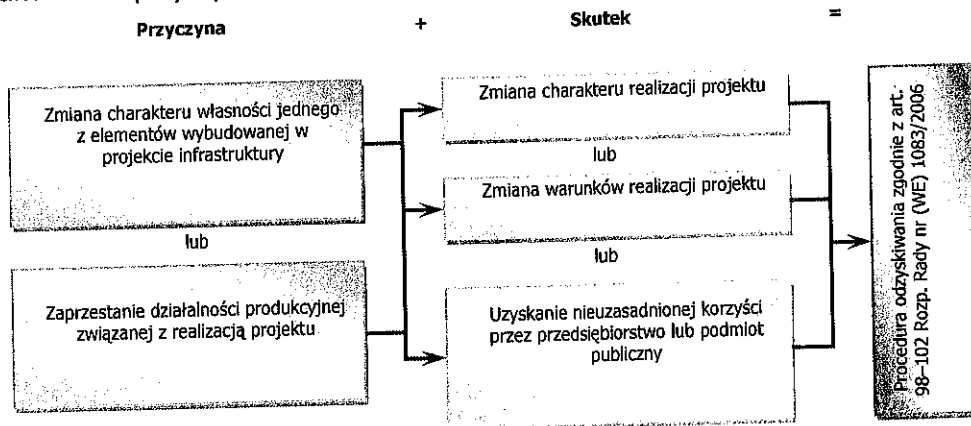 Przyczyna + Skutek =
Zmiana charakteru własności jednego
z elementów wybudowanej w
projekcie infrastruktury
lub
Zaprzestanie działalności produkcyjnej
związanej z realizacją projektu
Zmiana charakteru realizacji projektu
lub
Zmiana warunków realizacji projektu
lub
Uzyskanie nieuzasadnionej korzyści
przez przedsiębiorstwo lub podmiot
publiczny
Procedura odzyskiwania zgodnie z art.
98–102 Rozp. Rady nr (WE) 1083/2006